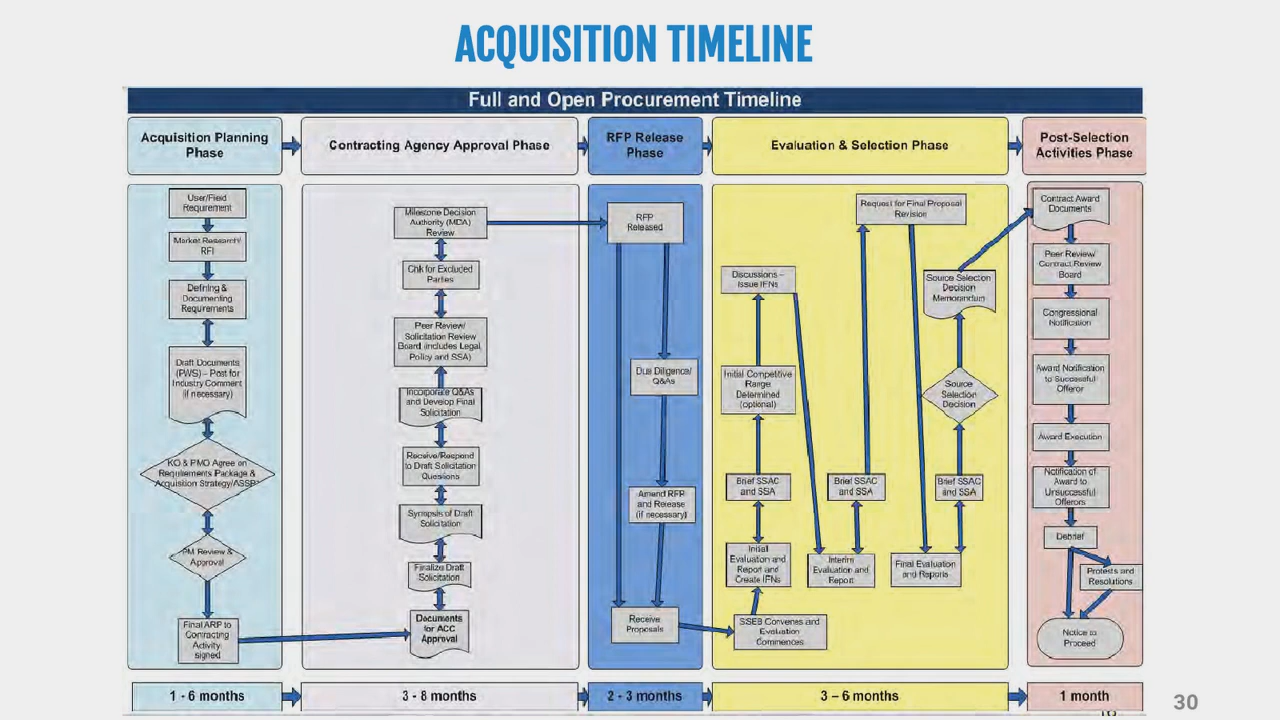 ACQUISITION TIMELINE
Full and Open Procurement Timeline
Acquisition Planning
Phase
Contracting Agency Approval Phase
RFP Release
Phase
Evaluation & Selection Phase
Post-Selection
Activities Phase
User/Field
Requirement
Market Research/
RFI
Defining &
Documenting
Requirements
Draft Documents
(PWS) – Post for
Industry Comment
(if necessary)
KO & PMO Agree on
Requirements Package &
Acquisition Strategy/ASSP
PM Review &
Approval
Final ARP to
Contracting
Activity
signed
Milestone Decision
Authority (MDA)
Review
Chk for Excluded
Parties
Peer Review/
Solicitation Review
Board (includes Legal,
Policy and SSA)
Incorporate Q&As
and Develop Final
Solicitation
Receive/Respond
to Draft Solicitation
Questions
Synopsis of Draft
Solicitation
Finalize Draft
Solicitation
Documents
for ACC
Approval
RFP
Released
Due Diligence/
Q&As
Amend RFP
and Release
(if necessary)
Receive
Proposals
Request for Final Proposal
Revision
Discussions –
Issue IFNs
Initial Competitive
Range
Determined
(optional)
Brief SSAC
and SSA
Initial
Evaluation and
Report and
Create IFNs
SSEB Convenes and
Evaluation
Commences
Brief SSAC
and SSA
Interim
Evaluation and
Report
Source Selection
Decision
Memorandum
Source
Selection
Decision
Brief SSAC
and SSA
Final Evaluation
and Reports
Contract Award
Documents
Peer Review/
Contract Review
Board
Congressional
Notification
Award Notification
to Successful
Offeror
Award Execution
Notification of
Award to
Unsuccessful
Offerors
Debrief
Protests and
Resolutions
Notice to
Proceed
1 - 6 months
3 - 8 months
2 - 3 months
3 – 6 months
1 month
30